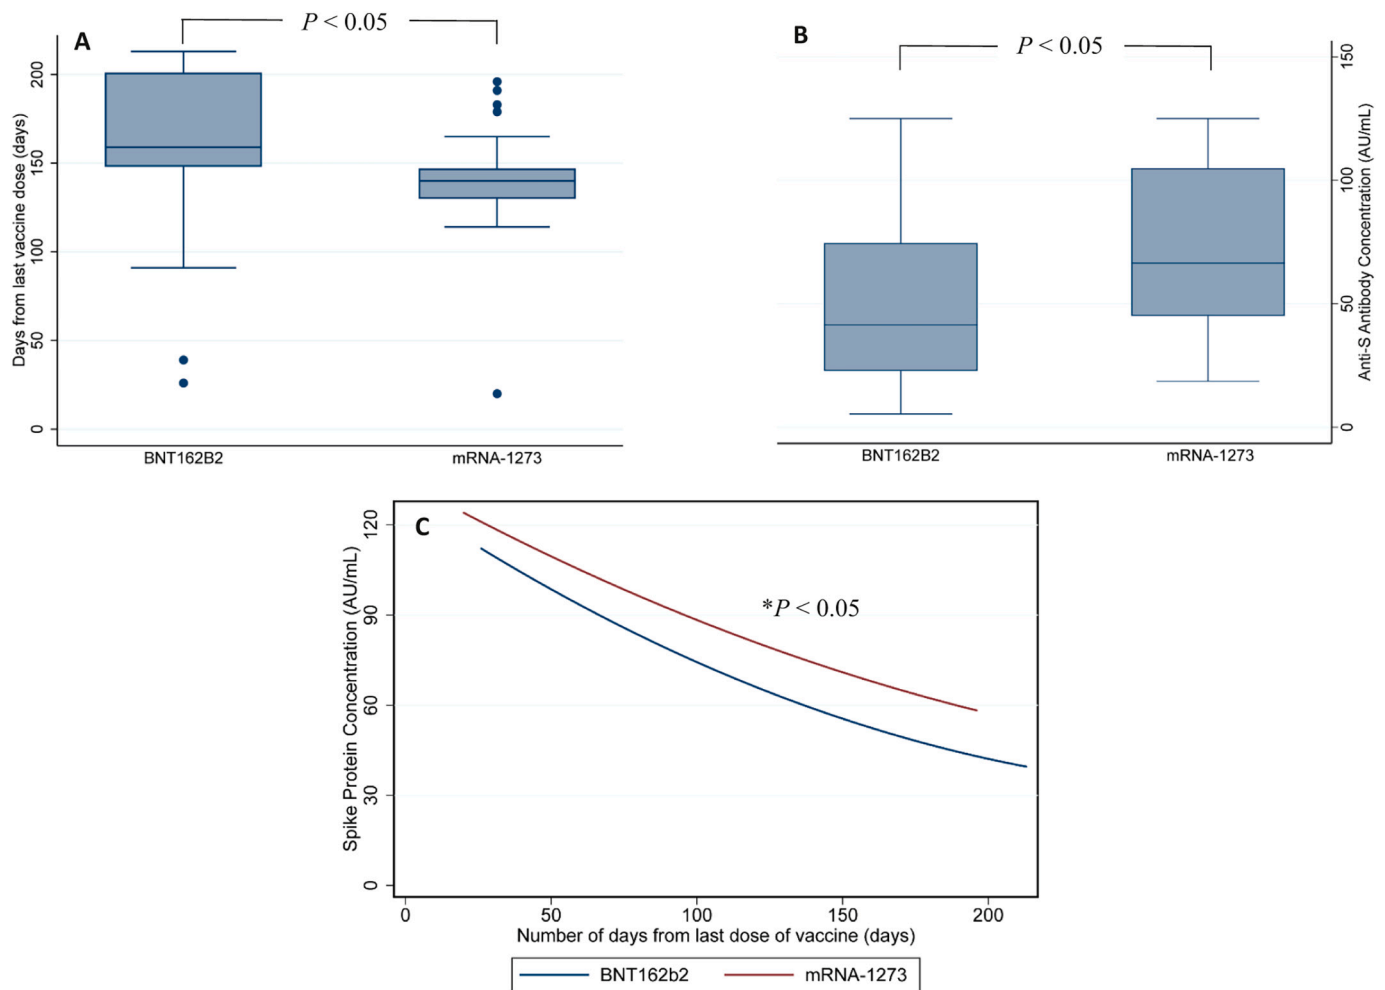 A
P < 0.05
Days from last vaccine dose (days)
200
150
100
50
0
BNT162B2
mRNA-1273
B
P < 0.05
150
100
50
0
Anti-S Antibody Concentration (AU/mL)
BNT162B2
mRNA-1273
C
*P < 0.05
Spike Protein Concentration (AU/mL)
120
90
60
30
0
0 50 100 150 200
Number of days from last dose of vaccine (days)
BNT162b2 mRNA-1273